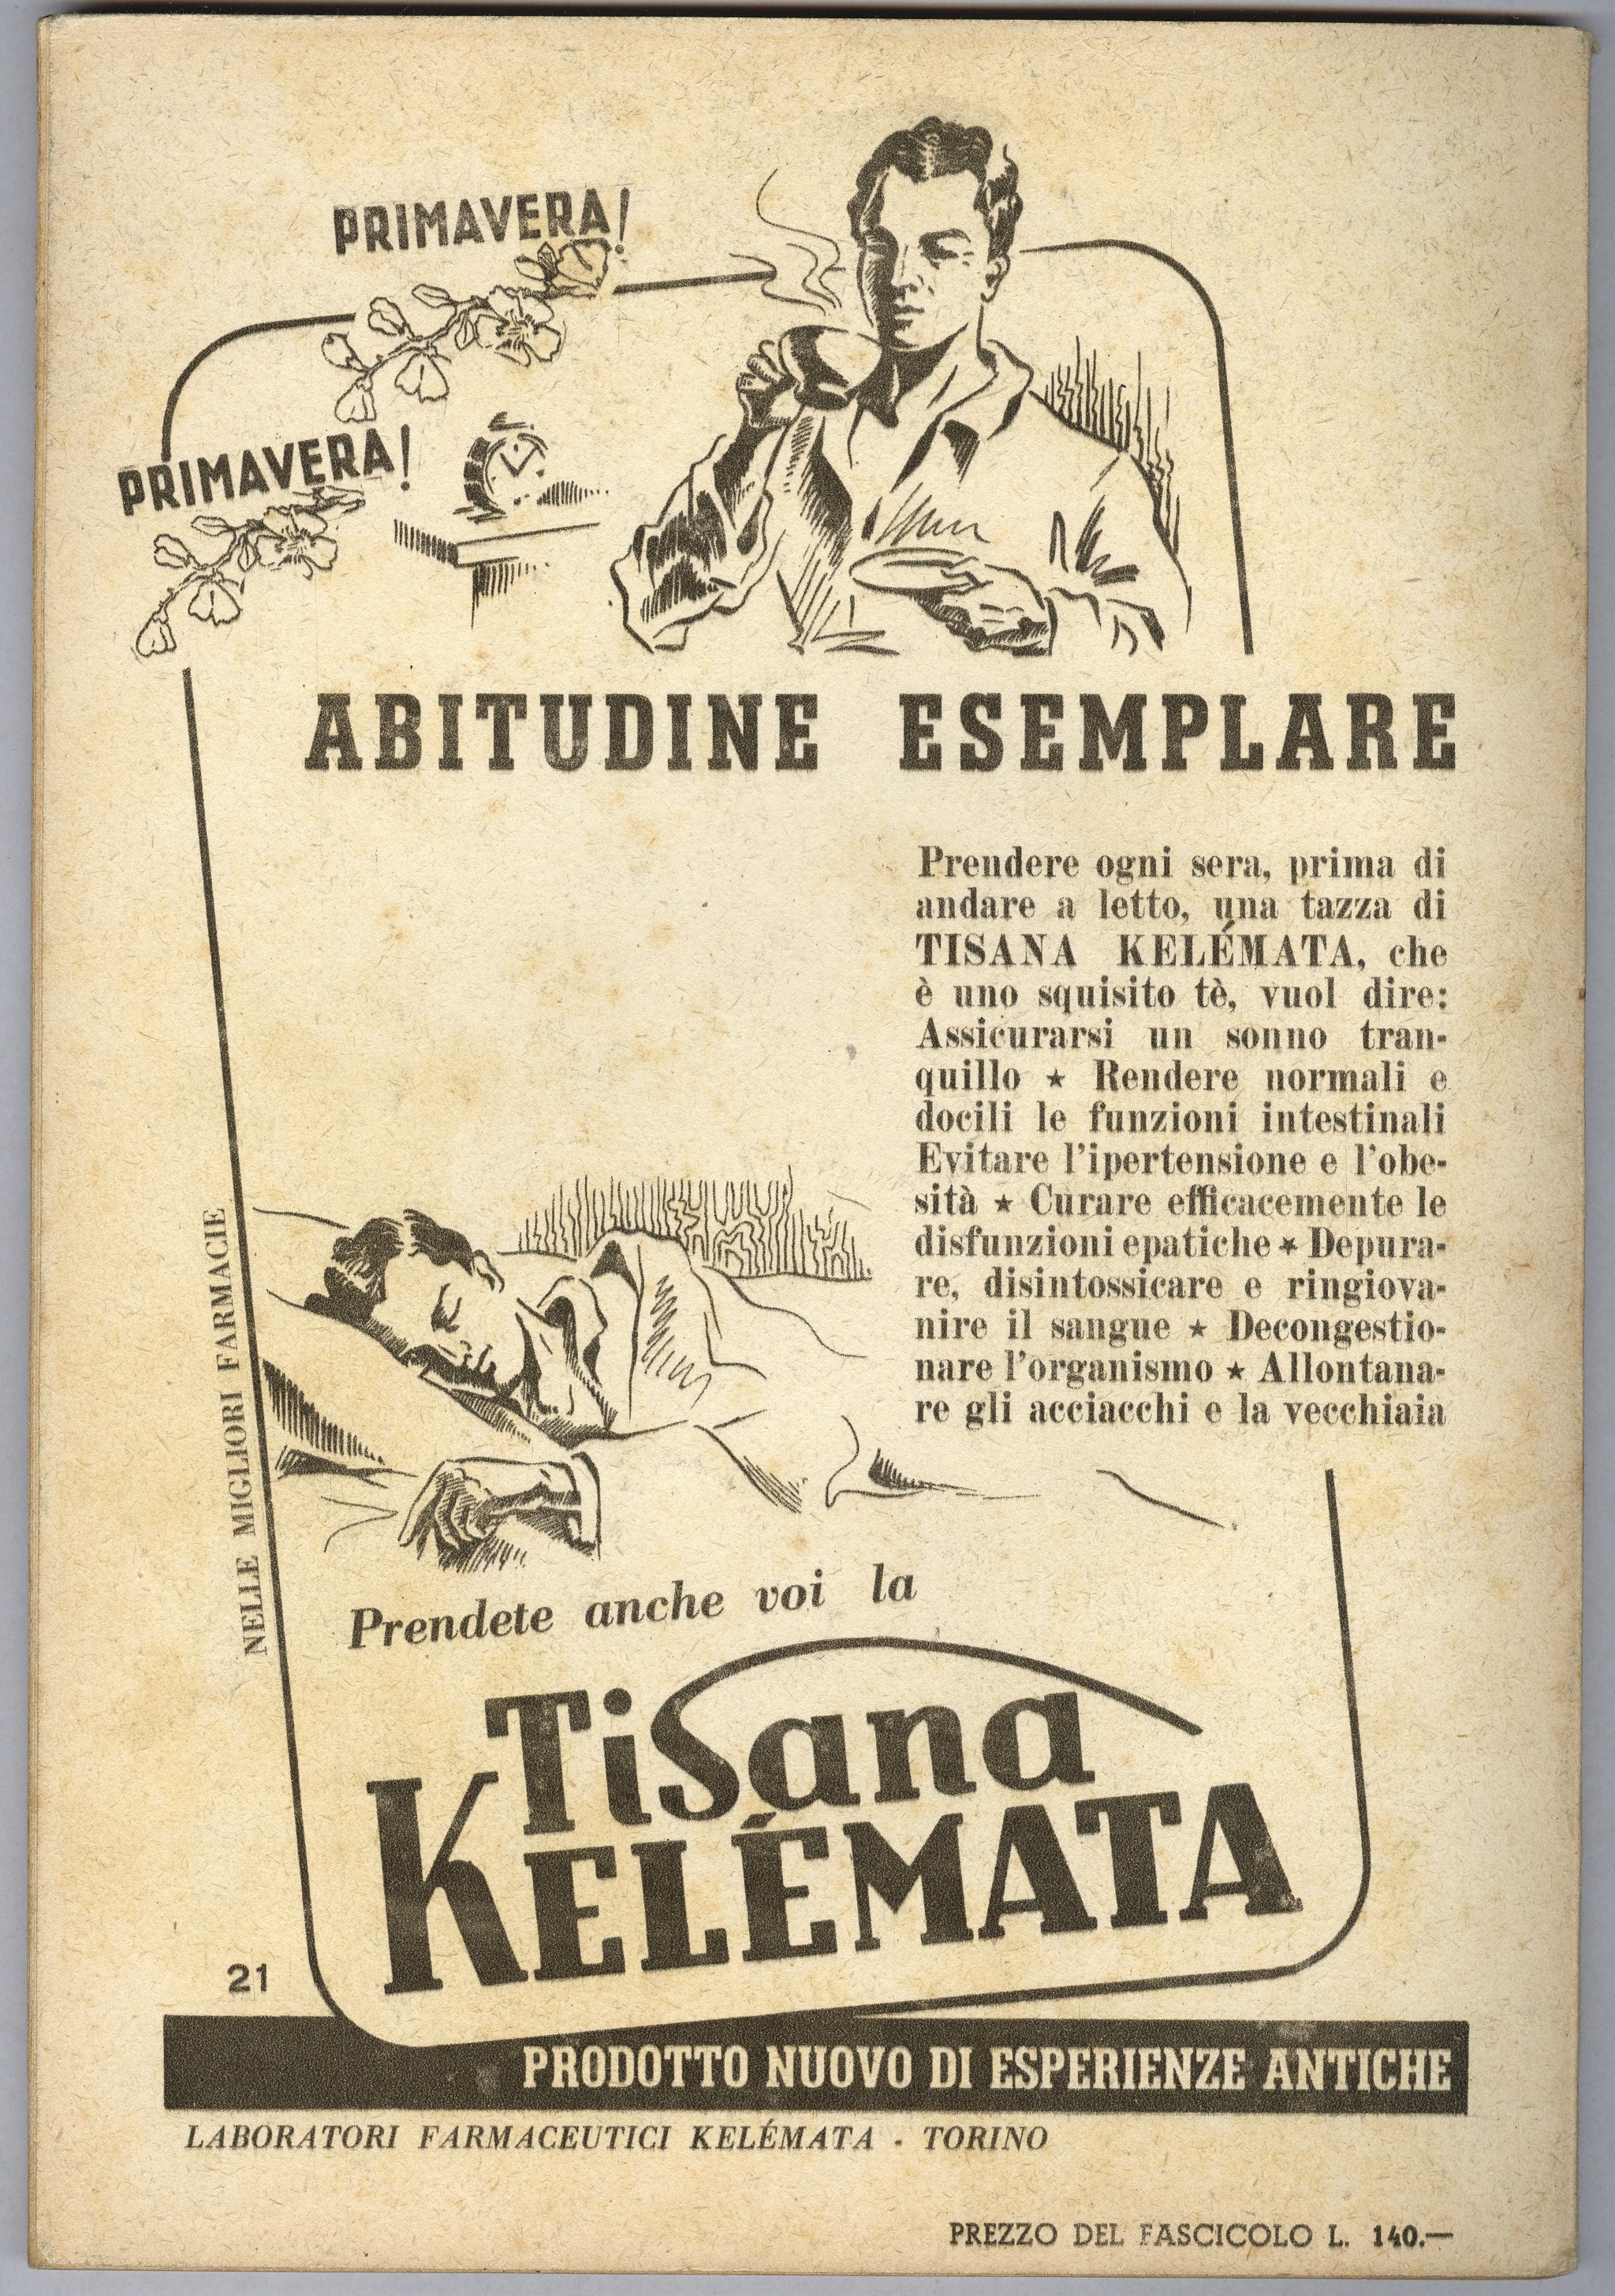 PRIMAVERA!
PRIMAVERA!
ABITUDINE ESEMPLARE
Prendere ogni sera, prima di
andare a letto, una tazza di
TISANA KELÉMATA, che
è uno squisito tè, vuol dire:
Assicurarsi un sonno tran-
quillo ★ Rendere normali e
docili le funzioni intestinali
Evitare l'ipertensione e l'obe-
sità ★ Curare efficacemente le
disfunzioni epatiche ★ Depura-
re, disintossicare e ringiova-
nire il sangue ★ Decongestio-
nare l'organismo ★ Allontana-
re gli acciacchi e la vecchiaia
NELLE MIGLIORI FARMACIE
Prendete anche voi la
Tisana
KELÉMATA
21
PRODOTTO NUOVO DI ESPERIENZE ANTICHE
LABORATORI FARMACEUTICI KELÉMATA - TORINO
PREZZO DEL FASCICOLO L. 140.—